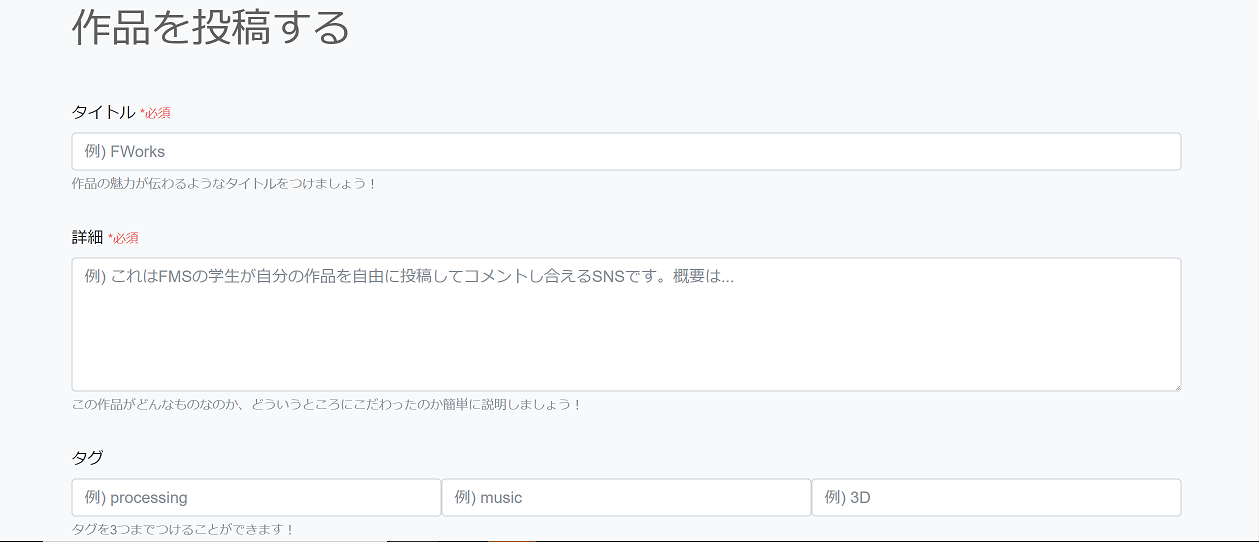 作品を投稿する
タイトル *必須
例) FWorks
作品の魅力が伝わるようなタイトルをつけましょう！
詳細 *必須
例) これはFMSの学生が自分の作品を自由に投稿してコメントし合えるSNSです。概要は...
この作品がどんなものなのか、どういうところにこだわったのか簡単に説明しましょう！
タグ
例) processing 例) music 例) 3D
タグを3つまでつけることができます！